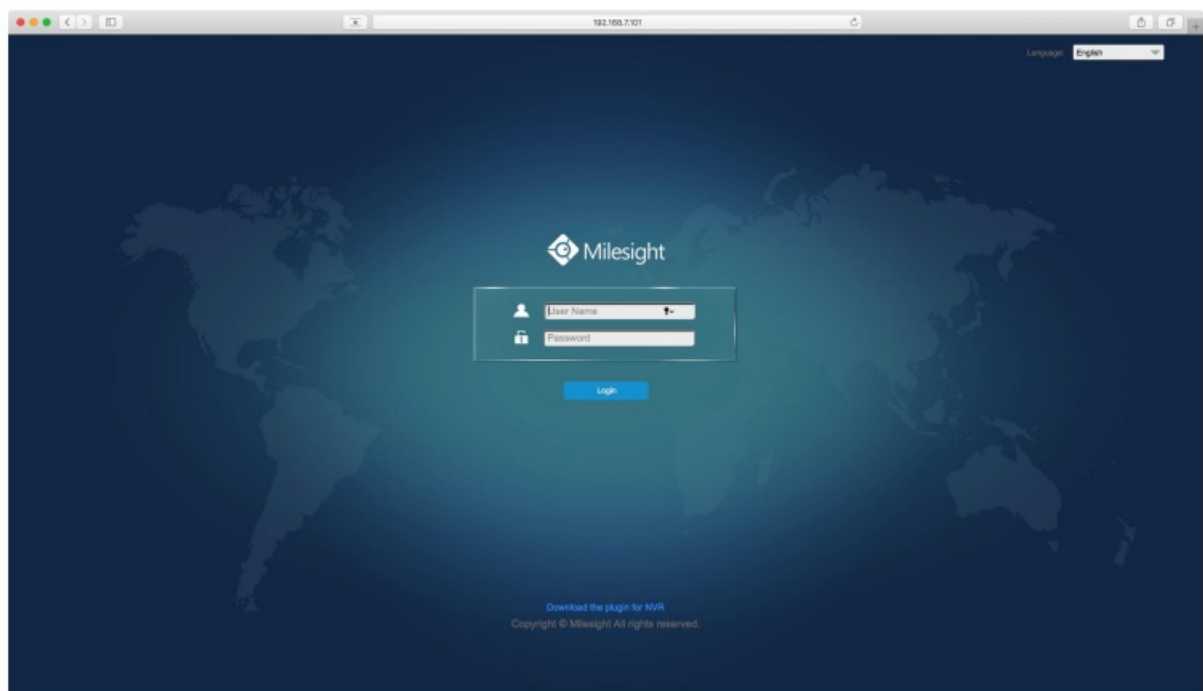 192.168.7.101
Language: English
Milesight
User Name
Password
Login
Download the plugin for NVR
Copyright © Milesight All rights reserved.